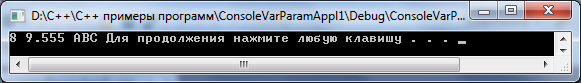 D:\C++\C++ примеры программ\ConsoleVarParamAppl1\Debug\ConsoleVarP...
8 9.555 ABC Для продолжения нажмите любую клавишу . . .